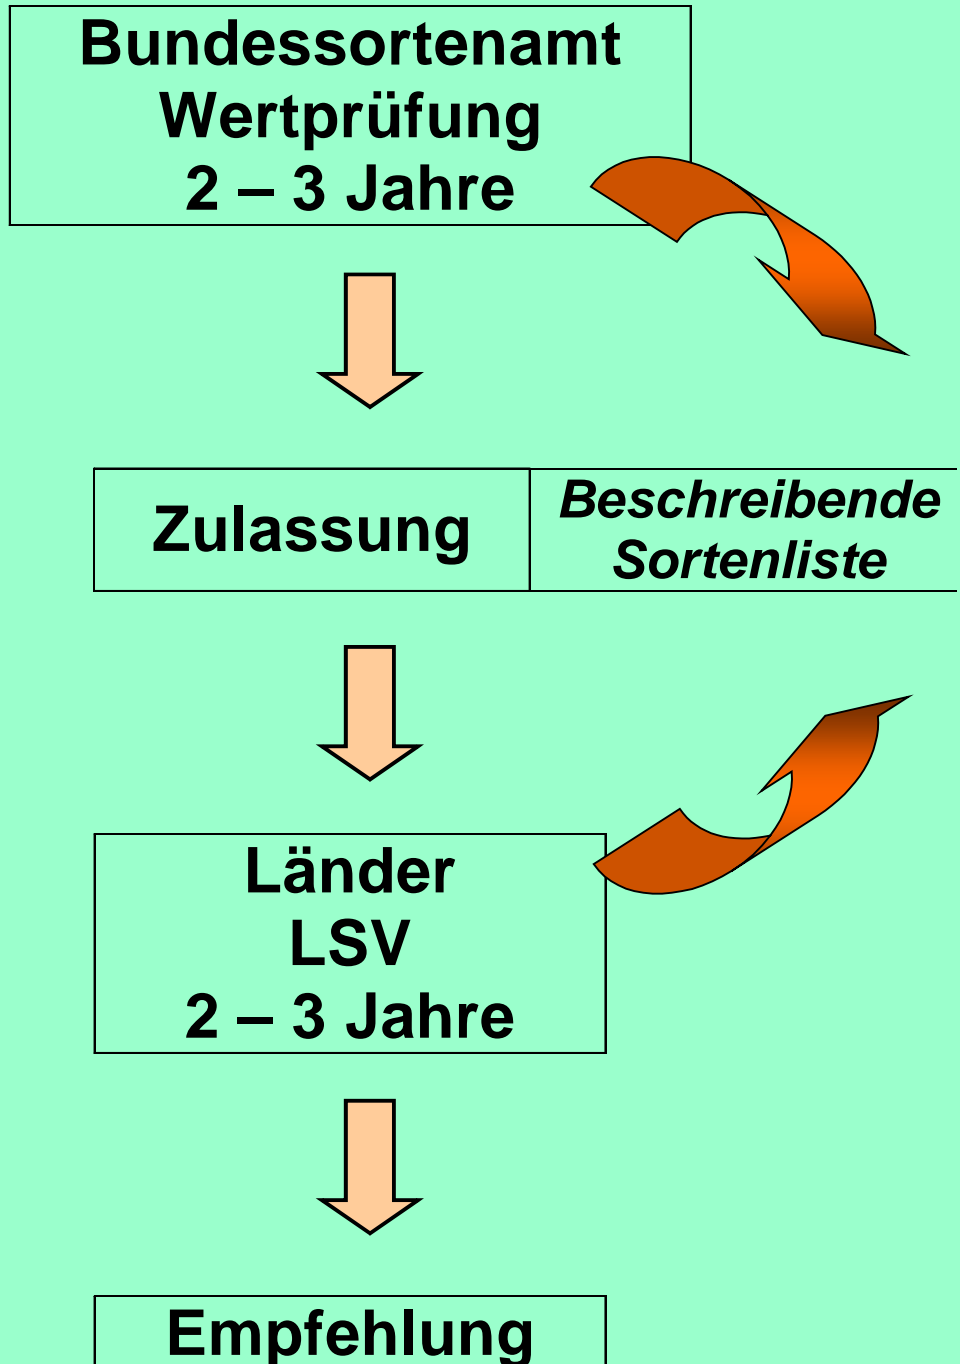 Bundessortenamt
Wertprüfung
2 – 3 Jahre
Zulassung
Beschreibende
Sortenliste
Länder
LSV
2 – 3 Jahre
Empfehlung